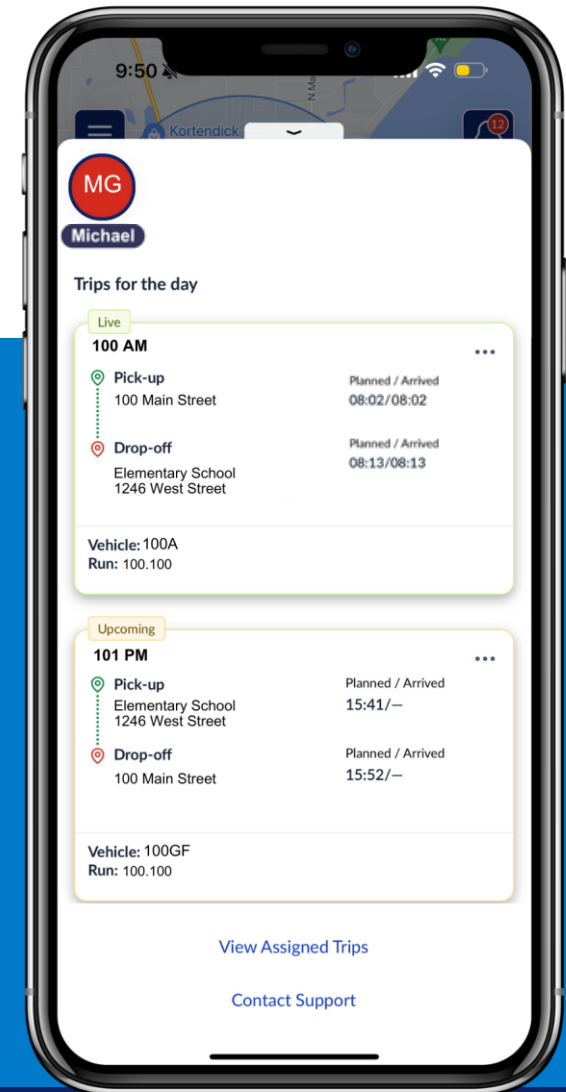 9:50
N Ma
Kortendick
12
MG
Michael
Trips for the day
Live
100 AM
Pick-up
100 Main Street
Planned / Arrived
08:02/08:02
Drop-off
Elementary School
1246 West Street
Planned / Arrived
08:13/08:13
Vehicle: 100A
Run: 100.100
Upcoming
101 PM
Pick-up
Elementary School
1246 West Street
Planned / Arrived
15:41/—
Drop-off
100 Main Street
Planned / Arrived
15:52/—
Vehicle: 100GF
Run: 100.100
View Assigned Trips
Contact Support